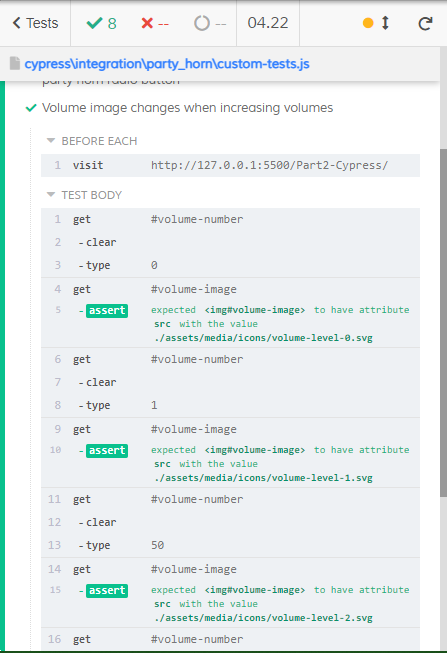 Tests 8 -- -- 04.22
cypress\integration\party_horn\custom-tests.js
party horn radio button
Volume image changes when increasing volumes
BEFORE EACH
1 visit http://127.0.0.1:5500/Part2-Cypress/
TEST BODY
1 get #volume-number
2 -clear
3 -type 0
4 get #volume-image
5 -assert expected <img#volume-image> to have attribute
src with the value
./assets/media/icons/volume-level-0.svg
6 get #volume-number
7 -clear
8 -type 1
9 get #volume-image
10 -assert expected <img#volume-image> to have attribute
src with the value
./assets/media/icons/volume-level-1.svg
11 get #volume-number
12 -clear
13 -type 50
14 get #volume-image
15 -assert expected <img#volume-image> to have attribute
src with the value
./assets/media/icons/volume-level-2.svg
16 get #volume-number